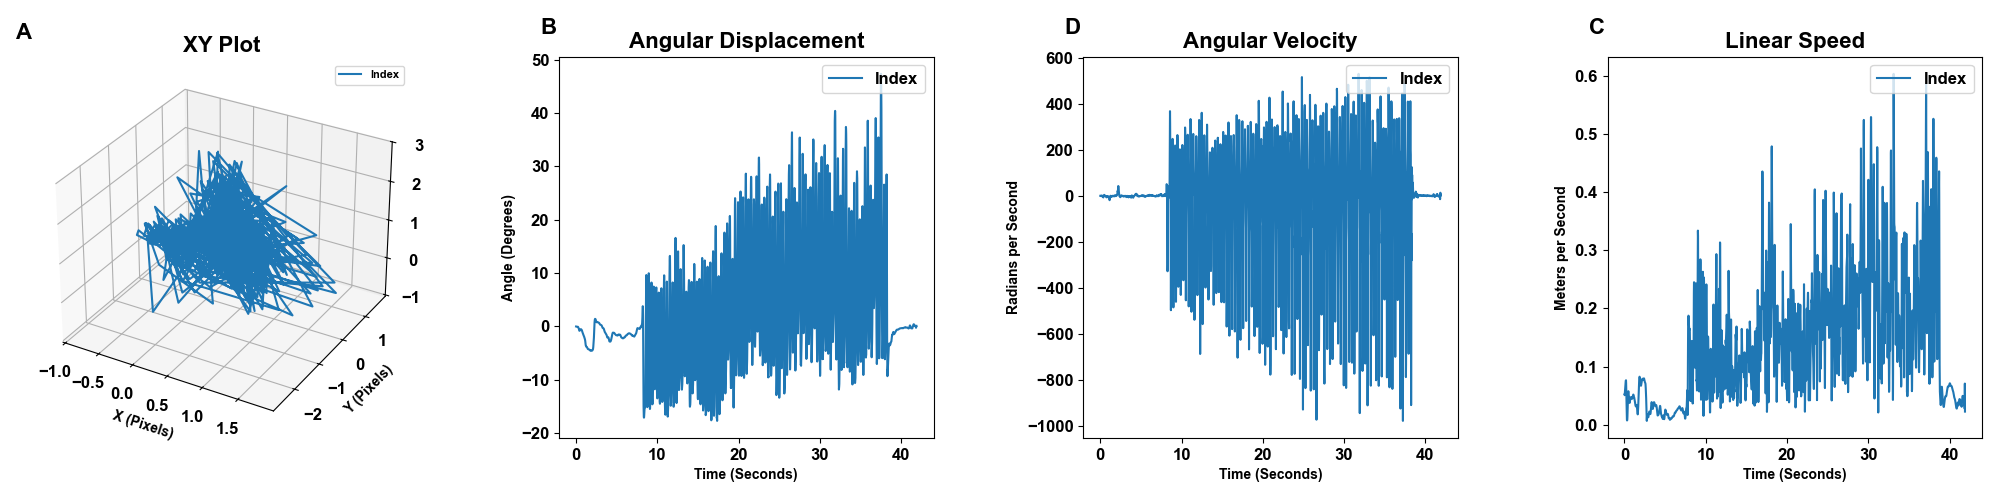 A
XY Plot
Index
3
2
1
0
−1
−1.0
−0.5
0.0
0.5
1.0
1.5
X (Pixels)
−2
−1
0
1
Y (Pixels)
B
Angular Displacement
Index
50
40
30
20
10
0
−10
−20
Angle (Degrees)
0 10 20 30 40
Time (Seconds)
D
Angular Velocity
Index
600
400
200
0
−200
−400
−600
−800
−1000
Radians per Second
0 10 20 30 40
Time (Seconds)
C
Linear Speed
Index
0.6
0.5
0.4
0.3
0.2
0.1
0.0
Meters per Second
0 10 20 30 40
Time (Seconds)